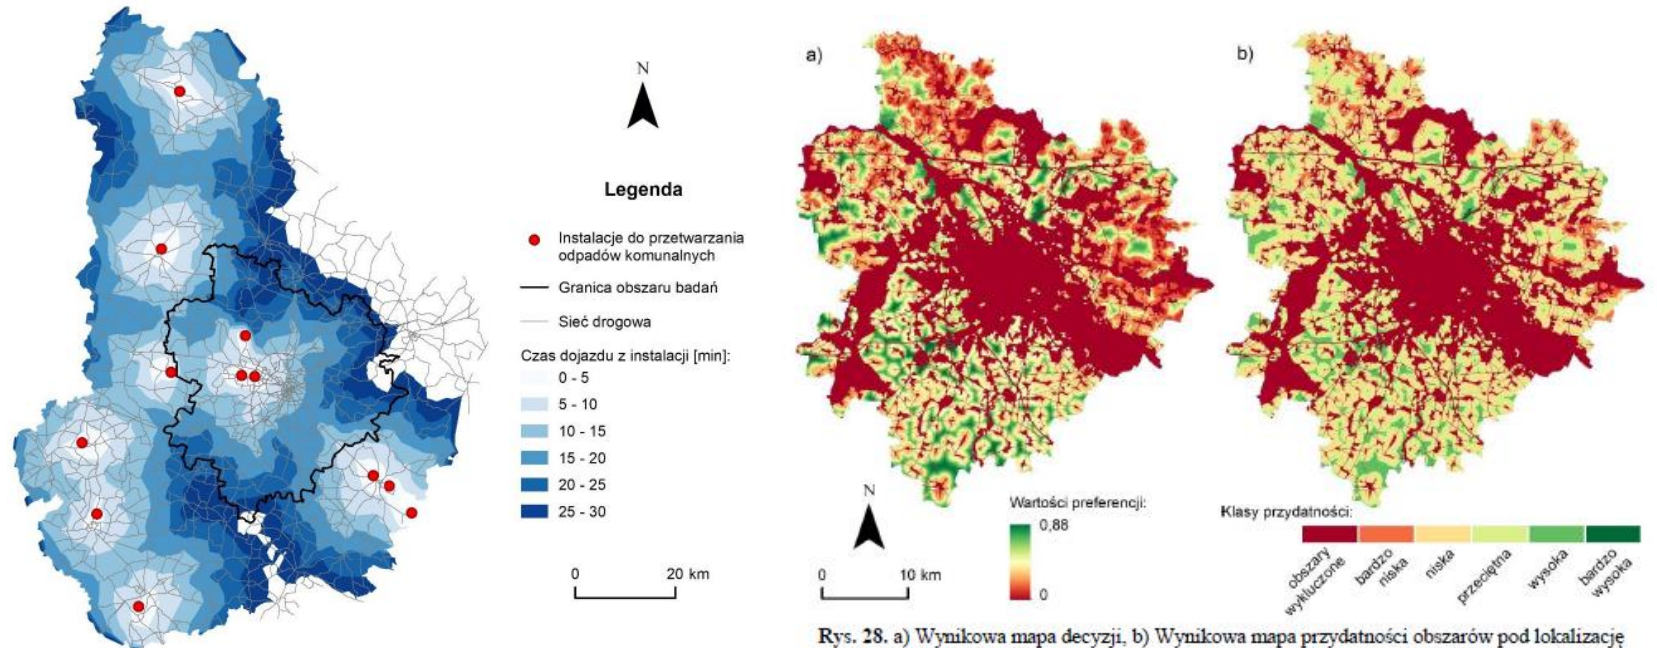 N
Legenda
Instalacje do przetwarzania
odpadów komunalnych
Granica obszaru badań
Sieć drogowa
Czas dojazdu z instalacji [min]:
0 - 5
5 - 10
10 - 15
15 - 20
20 - 25
25 - 30
0 20 km
a)
b)
N
0 10 km
Wartości preferencji:
0,88
0
Klasy przydatności:
obszary
wykluczone
bardzo
niska
niska
przeciętna
wysoka
bardzo
wysoka
Rys. 28. a) Wynikowa mapa decyzji, b) Wynikowa mapa przydatności obszarów pod lokalizację